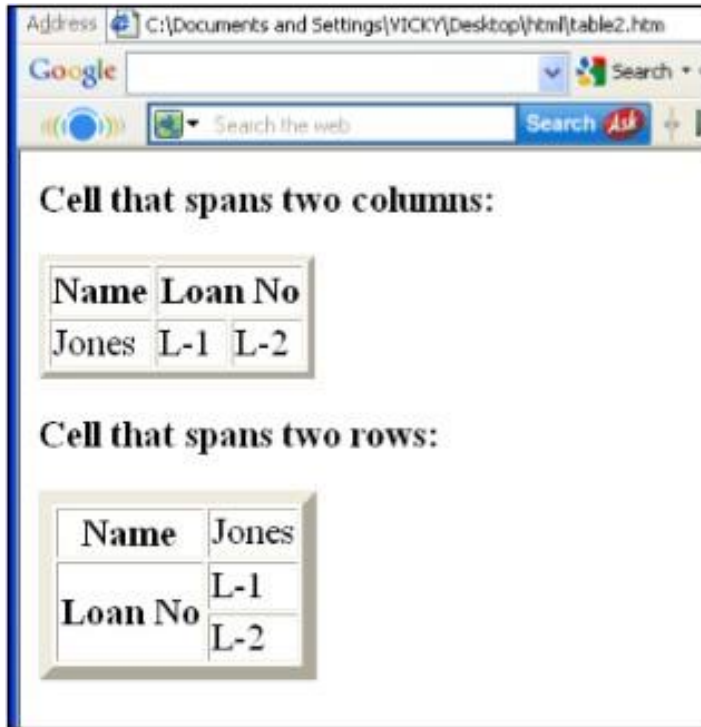 Address C:\Documents and Settings\VICKY\Desktop\html\table2.htm
Google Search
Search the web Search Ask
Cell that spans two columns:
Name Loan No
Jones L-1 L-2
Cell that spans two rows:
Name Jones
Loan No L-1
L-2